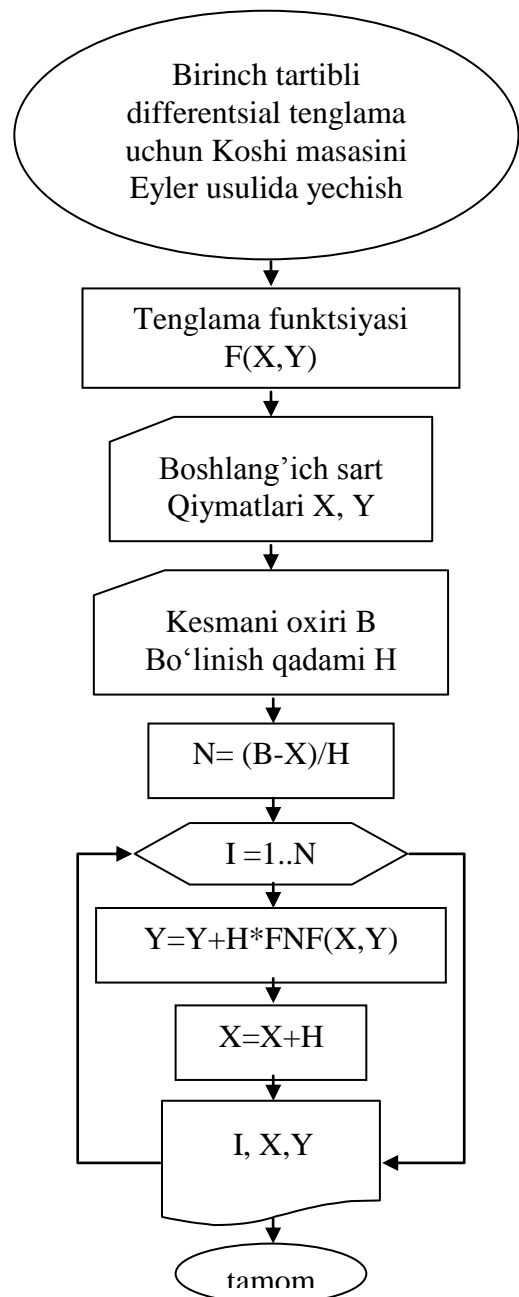 Birinch tartibli
differentsial tenglama
uchun Koshi masasini
Eyler usulida yechish
Tenglama funktsiyasi
F(X,Y)
Boshlang’ich sart
Qiymatlari X, Y
Kesmani oxiri B
Bo‘linish qadami H
N= (B-X)/H
I =1..N
Y=Y+H*FNF(X,Y)
X=X+H
I, X,Y
tamom